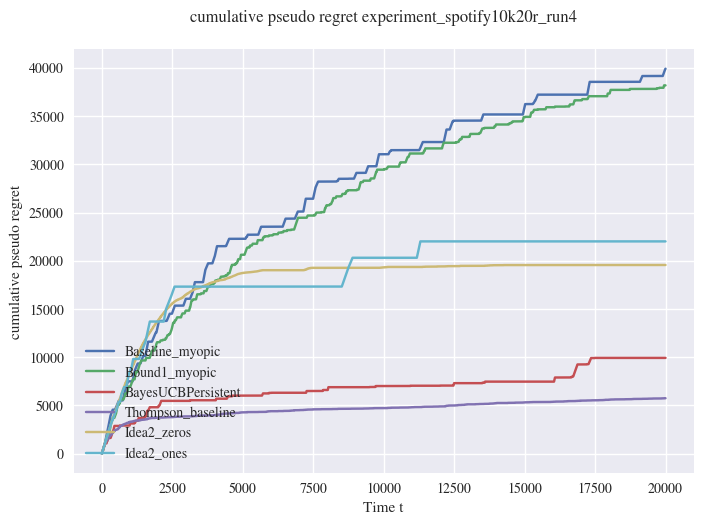 cumulative pseudo regret experiment_spotify10k20r_run4
40000
35000
30000
25000
20000
15000
10000
5000
0
cumulative pseudo regret
Baseline_myopic
Bound1_myopic
BayesUCBPersistent
Thompson_baseline
Idea2_zeros
Idea2_ones
0 2500 5000 7500 10000 12500 15000 17500 20000
Time t